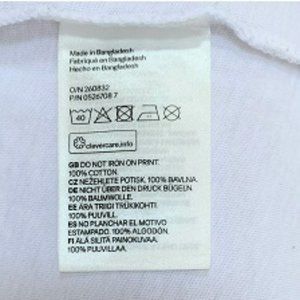 Made in Bangladesh
Fabriqué en Bangladesh
Hecho en Bangladesh
O/N 260832
P/N 0526708 7
40
clevercare.info
GB DO NOT IRON ON PRINT.
100% COTTON.
CZ NEŽEHLETE POTISK. 100% BAVLNA.
DE NICHT ÜBER DEN DRUCK BÜGELN.
100% BAUMWOLLE.
EE ÄRA TRIIGI TRÜKIKOHTI.
100% PUUVILL.
ES NO PLANCHAR EL MOTIVO
ESTAMPADO. 100% ALGODÓN.
FI ÄLÄ SILITÄ PAINOKUVAA.
100% PUUVILLAA.